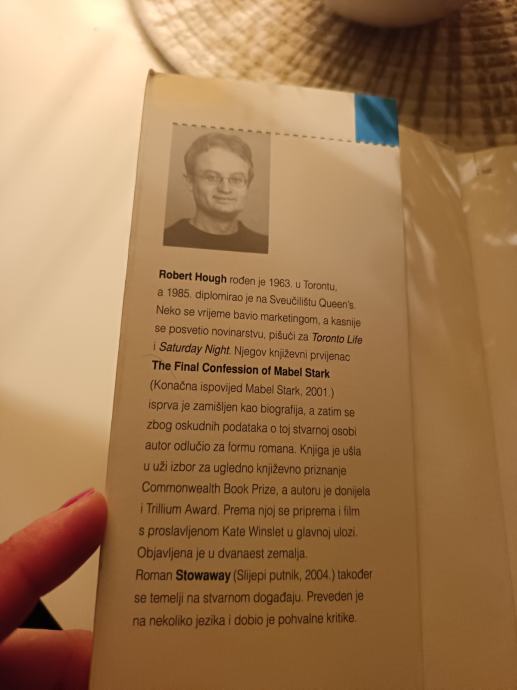 Robert Hough rođen je 1963. u Torontu,
a 1985. diplomirao je na Sveučilištu Queen's.
Neko se vrijeme bavio marketingom, a kasnije
se posvetio novinarstvu, pišući za Toronto Life
i Saturday Night. Njegov književni prvijenac
The Final Confession of Mabel Stark
(Konačna ispovijed Mabel Stark, 2001.)
isprva je zamišljen kao biografija, a zatim se
zbog oskudnih podataka o toj stvarnoj osobi
autor odlučio za formu romana. Knjiga je ušla
u uži izbor za ugledno književno priznanje
Commonwealth Book Prize, a autoru je donijela
i Trillium Award. Prema njoj se priprema i film
s proslavljenom Kate Winslet u glavnoj ulozi.
Objavljena je u dvanaest zemalja.
Roman Stowaway (Slijepi putnik, 2004.) također
se temelji na stvarnom događaju. Preveden je
na nekoliko jezika i dobio je pohvalne kritike.